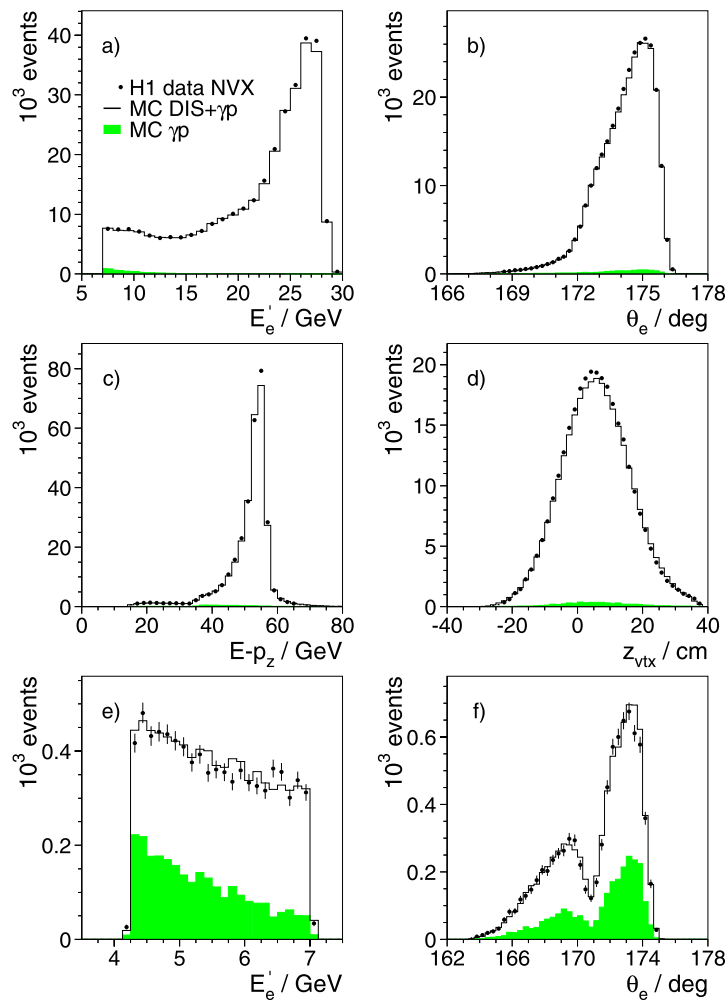 10³ events
a)
• H1 data NVX
— MC DIS+γp
MC γp
40
30
20
10
0
5 10 15 20 25 30
E'e / GeV
10³ events
b)
20
10
0
166 169 172 175 178
θe / deg
10³ events
c)
80
60
40
20
0
0 20 40 60 80
E-pz / GeV
10³ events
d)
20
15
10
5
0
-40 -20 0 20 40
zvtx / cm
10³ events
e)
0.4
0.2
0
4 5 6 7
E'e / GeV
10³ events
f)
0.6
0.4
0.2
0
162 166 170 174 178
θe / deg